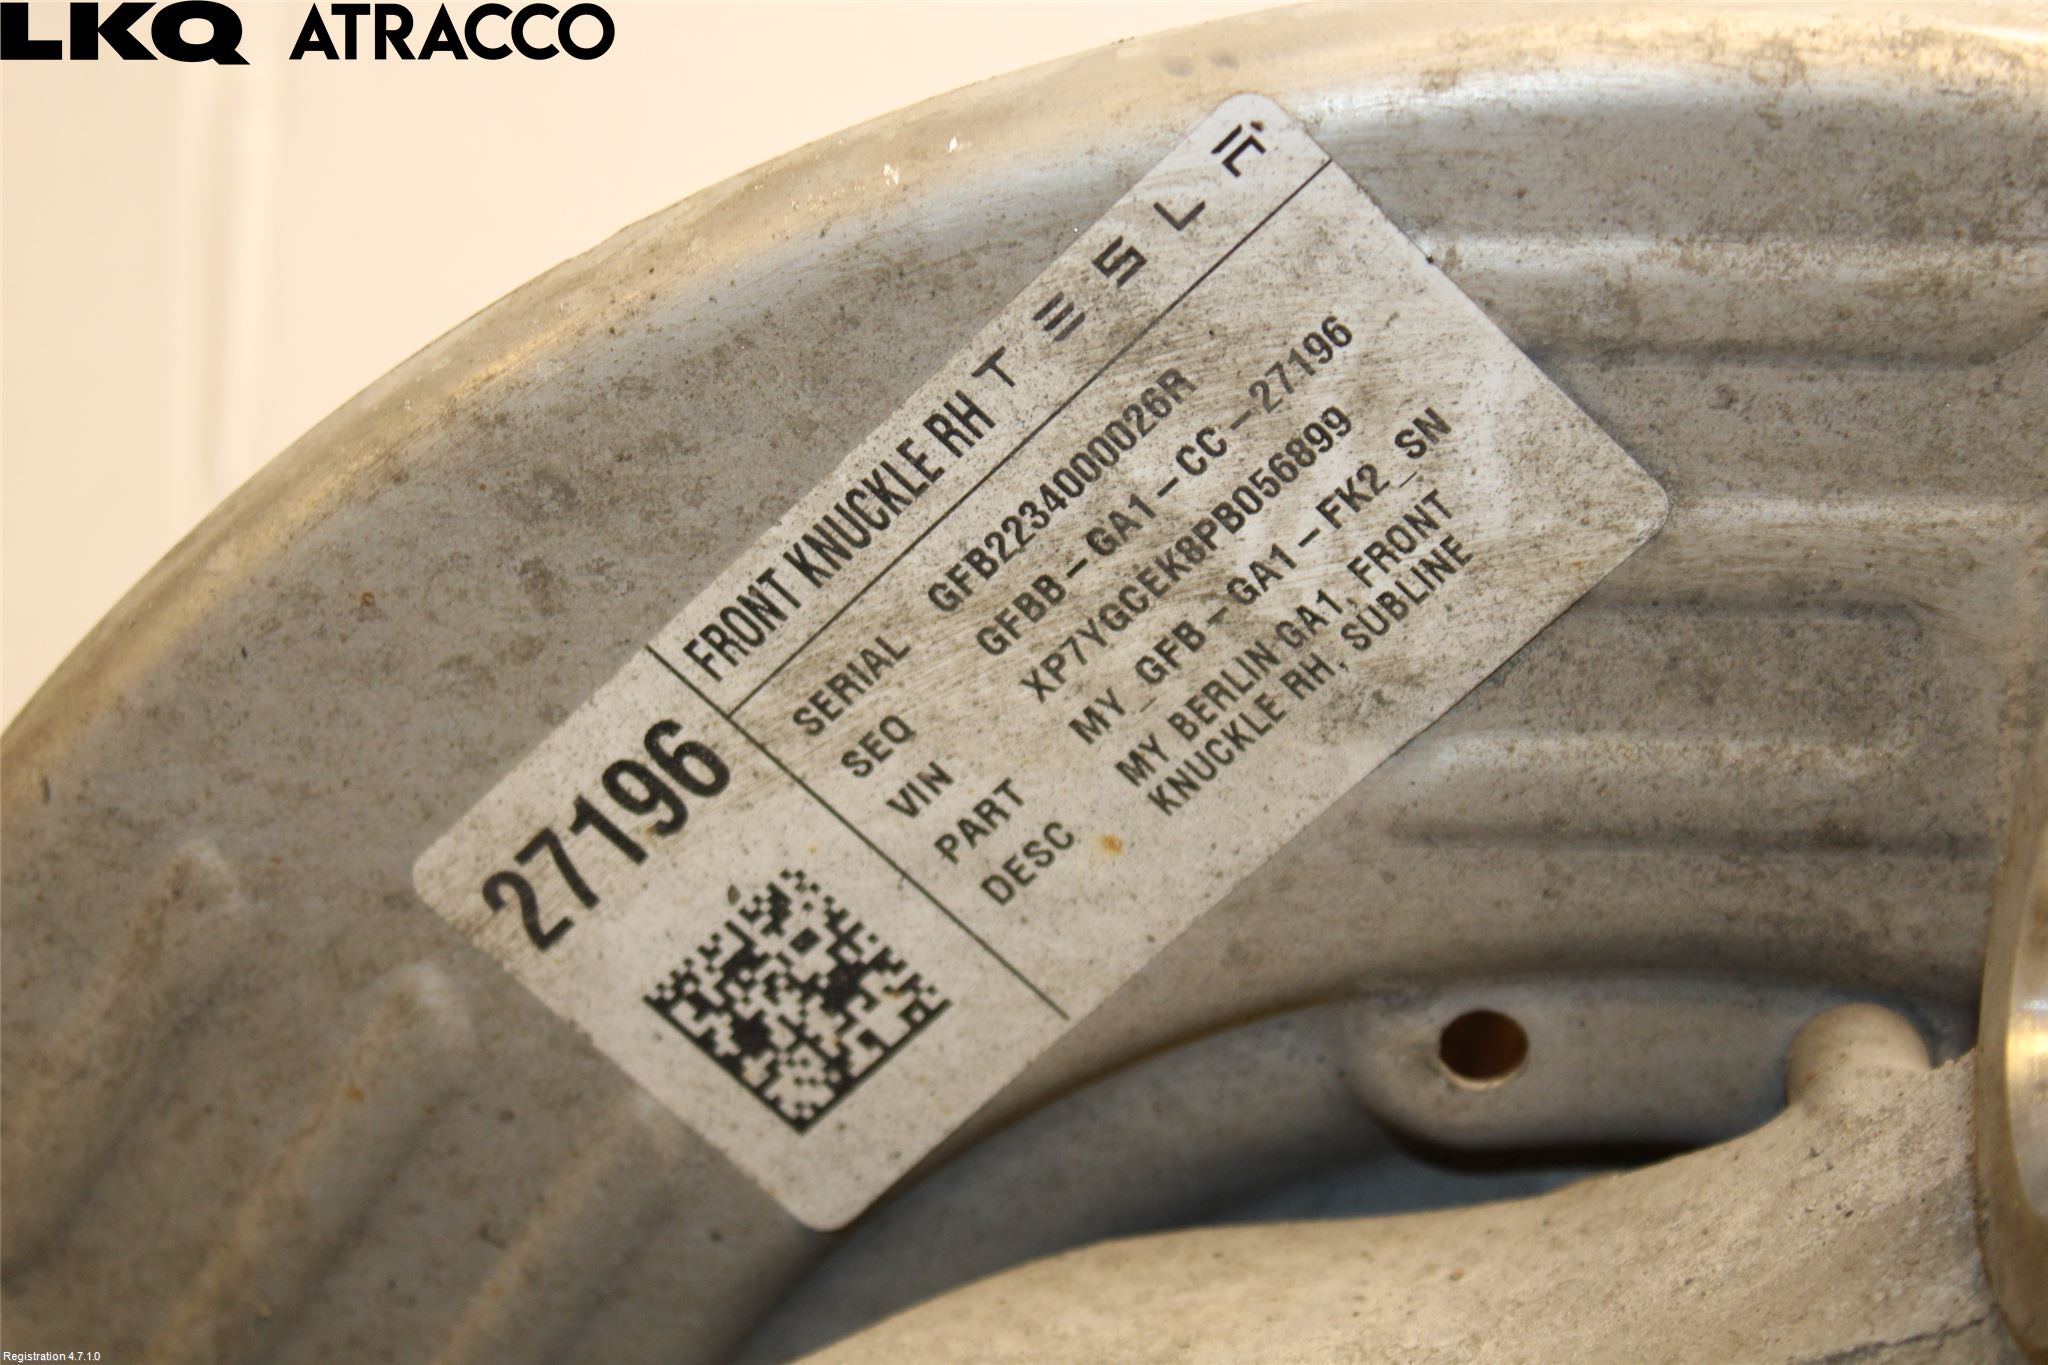 LKQ ATRACCO
TESLA
FRONT KNUCKLE RH
27196
SERIAL GFB2234000026R
SEQ GFBB-GA1-CC-27196
VIN XP7YGCEK8PB056899
PART MY_GFB-GA1-FK2_SN
DESC MY BERLIN GA1, FRONT
KNUCKLE RH, SUBLINE
Registration 4.7.1.0